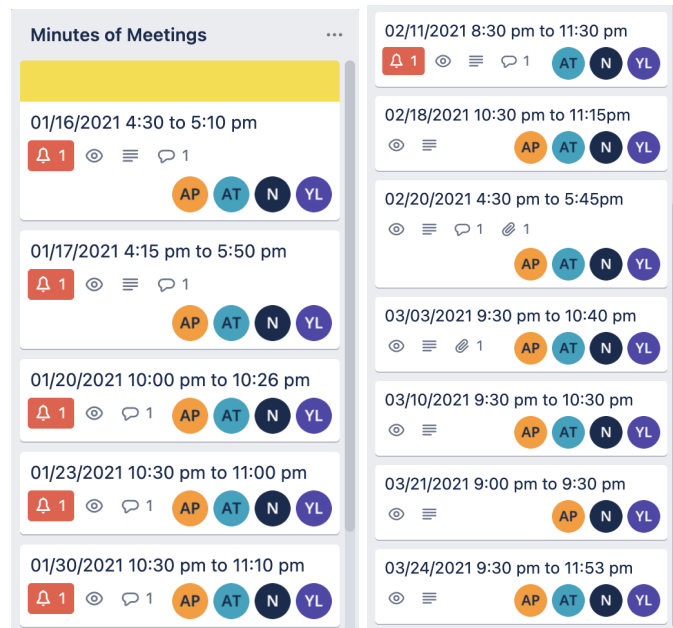 Minutes of Meetings
01/16/2021 4:30 to 5:10 pm
1 1
AP AT N YL
01/17/2021 4:15 pm to 5:50 pm
1 1
AP AT N YL
01/20/2021 10:00 pm to 10:26 pm
1 1 AP AT N YL
01/23/2021 10:30 pm to 11:00 pm
1 1 AP AT N YL
01/30/2021 10:30 pm to 11:10 pm
1 1 AP AT N YL
02/11/2021 8:30 pm to 11:30 pm
1 1 AT N YL
02/18/2021 10:30 pm to 11:15pm
AP AT N YL
02/20/2021 4:30 pm to 5:45pm
1 1
AP AT N YL
03/03/2021 9:30 pm to 10:40 pm
1 AP AT N YL
03/10/2021 9:30 pm to 10:30 pm
AP AT N YL
03/21/2021 9:00 pm to 9:30 pm
AP N YL
03/24/2021 9:30 pm to 11:53 pm
AP AT N YL